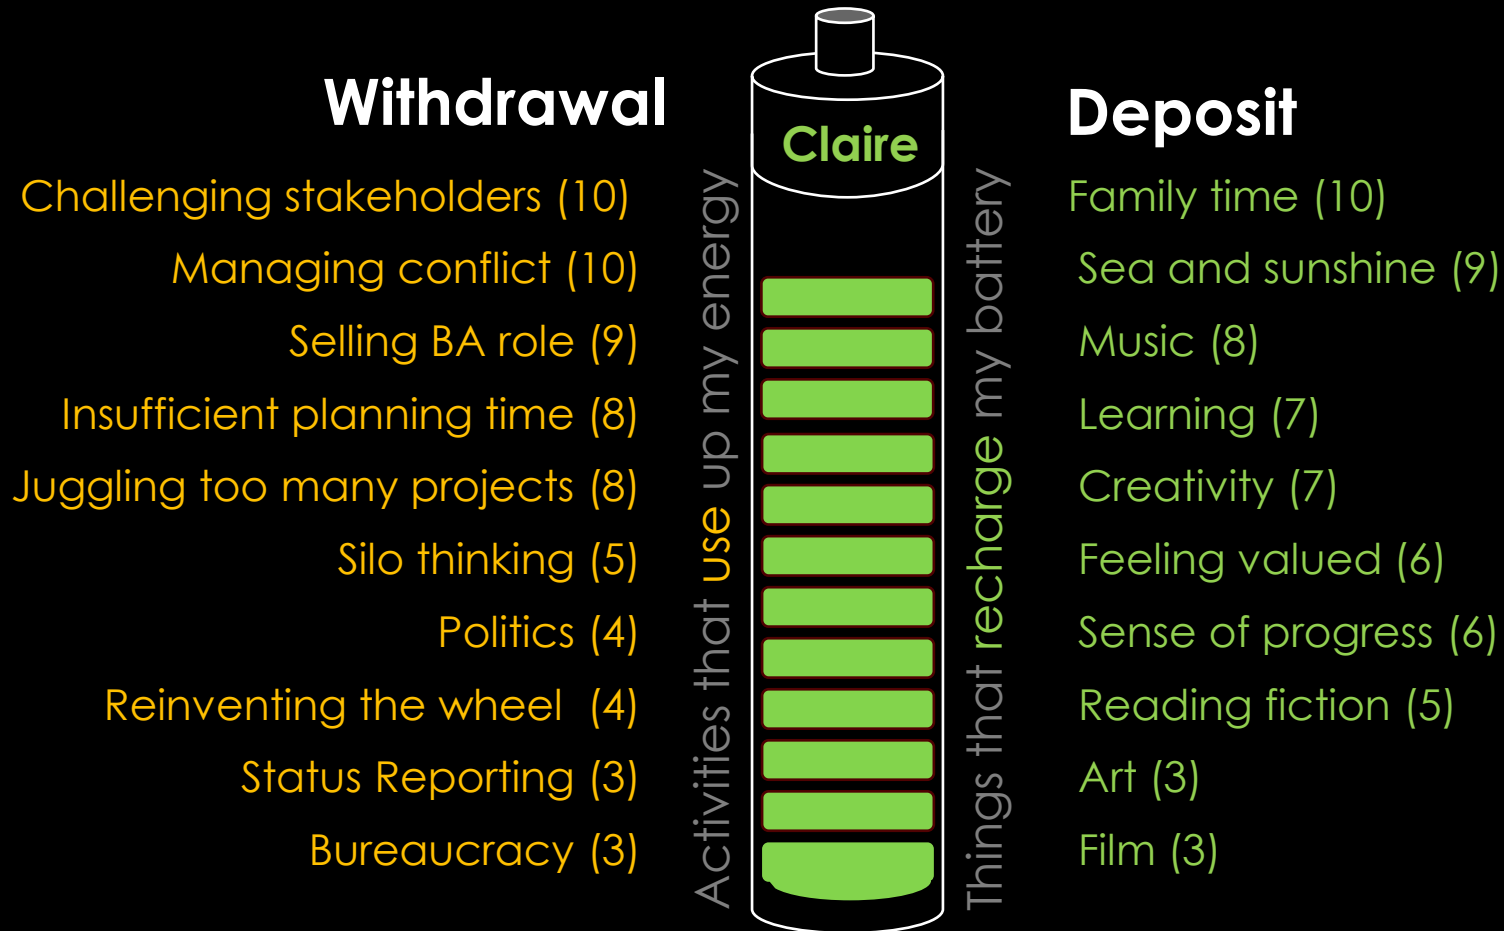 Withdrawal
Challenging stakeholders (10)
Managing conflict (10)
Selling BA role (9)
Insufficient planning time (8)
Juggling too many projects (8)
Silo thinking (5)
Politics (4)
Reinventing the wheel (4)
Status Reporting (3)
Bureaucracy (3)
Activities that use up my energy
Claire
Things that recharge my battery
Deposit
Family time (10)
Sea and sunshine (9)
Music (8)
Learning (7)
Creativity (7)
Feeling valued (6)
Sense of progress (6)
Reading fiction (5)
Art (3)
Film (3)